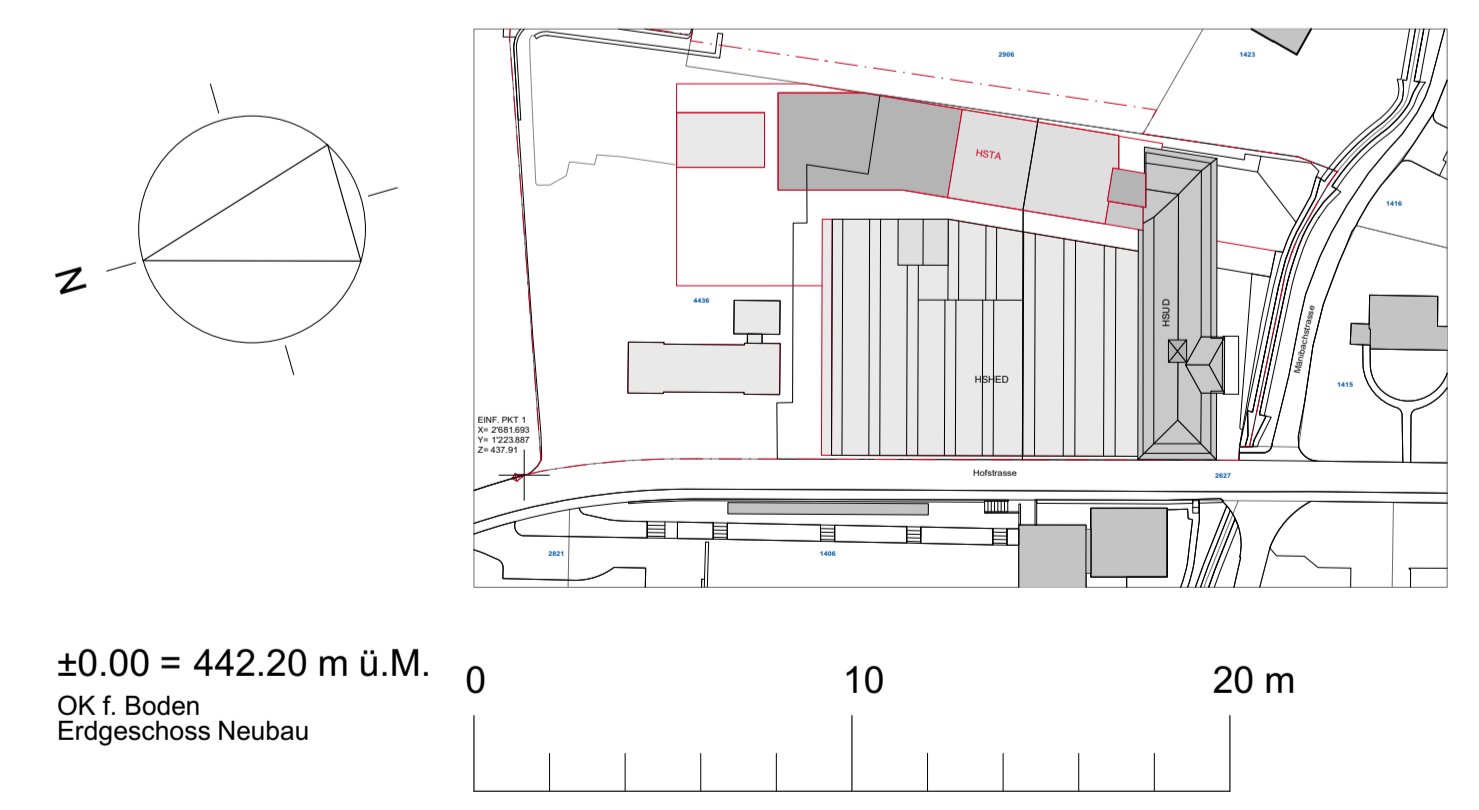 2906
1423
HSTA
1416
N
4436
HSUD
Mänibachstrasse
HSHED
1415
EINF. PKT 1
X= 2'681.693
Y= 1'223.887
Z= 437.91
Hofstrasse
2627
2821
1406
±0.00 = 442.20 m ü.M.
OK f. Boden
Erdgeschoss Neubau
0 10 20 m